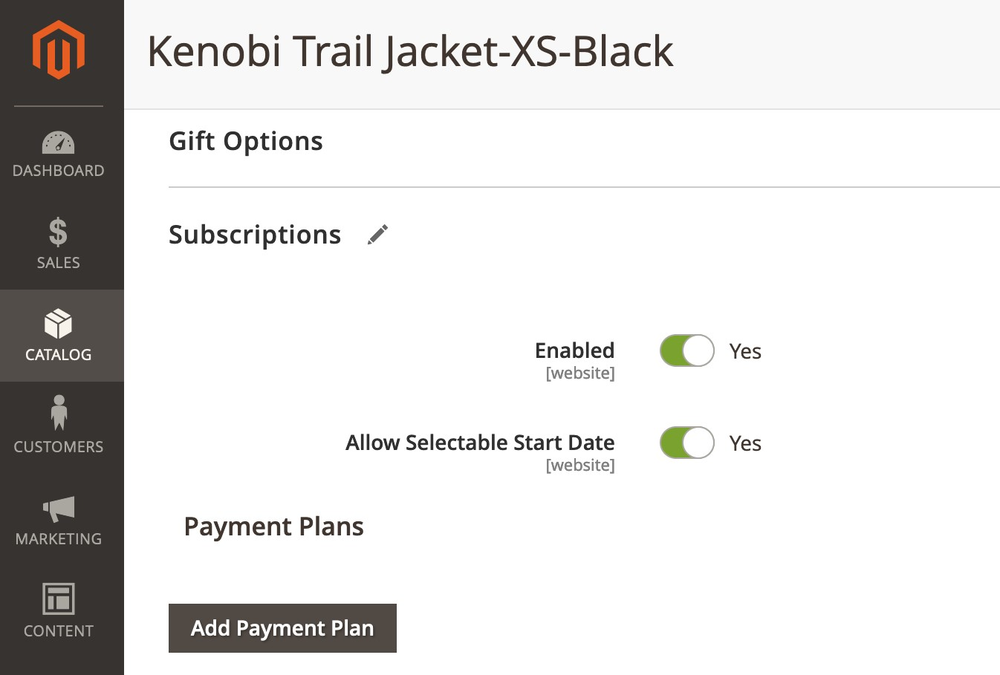 Kenobi Trail Jacket-XS-Black
DASHBOARD
SALES
CATALOG
CUSTOMERS
MARKETING
CONTENT
Gift Options
Subscriptions
Enabled
[website]
Yes
Allow Selectable Start Date
[website]
Yes
Payment Plans
Add Payment Plan